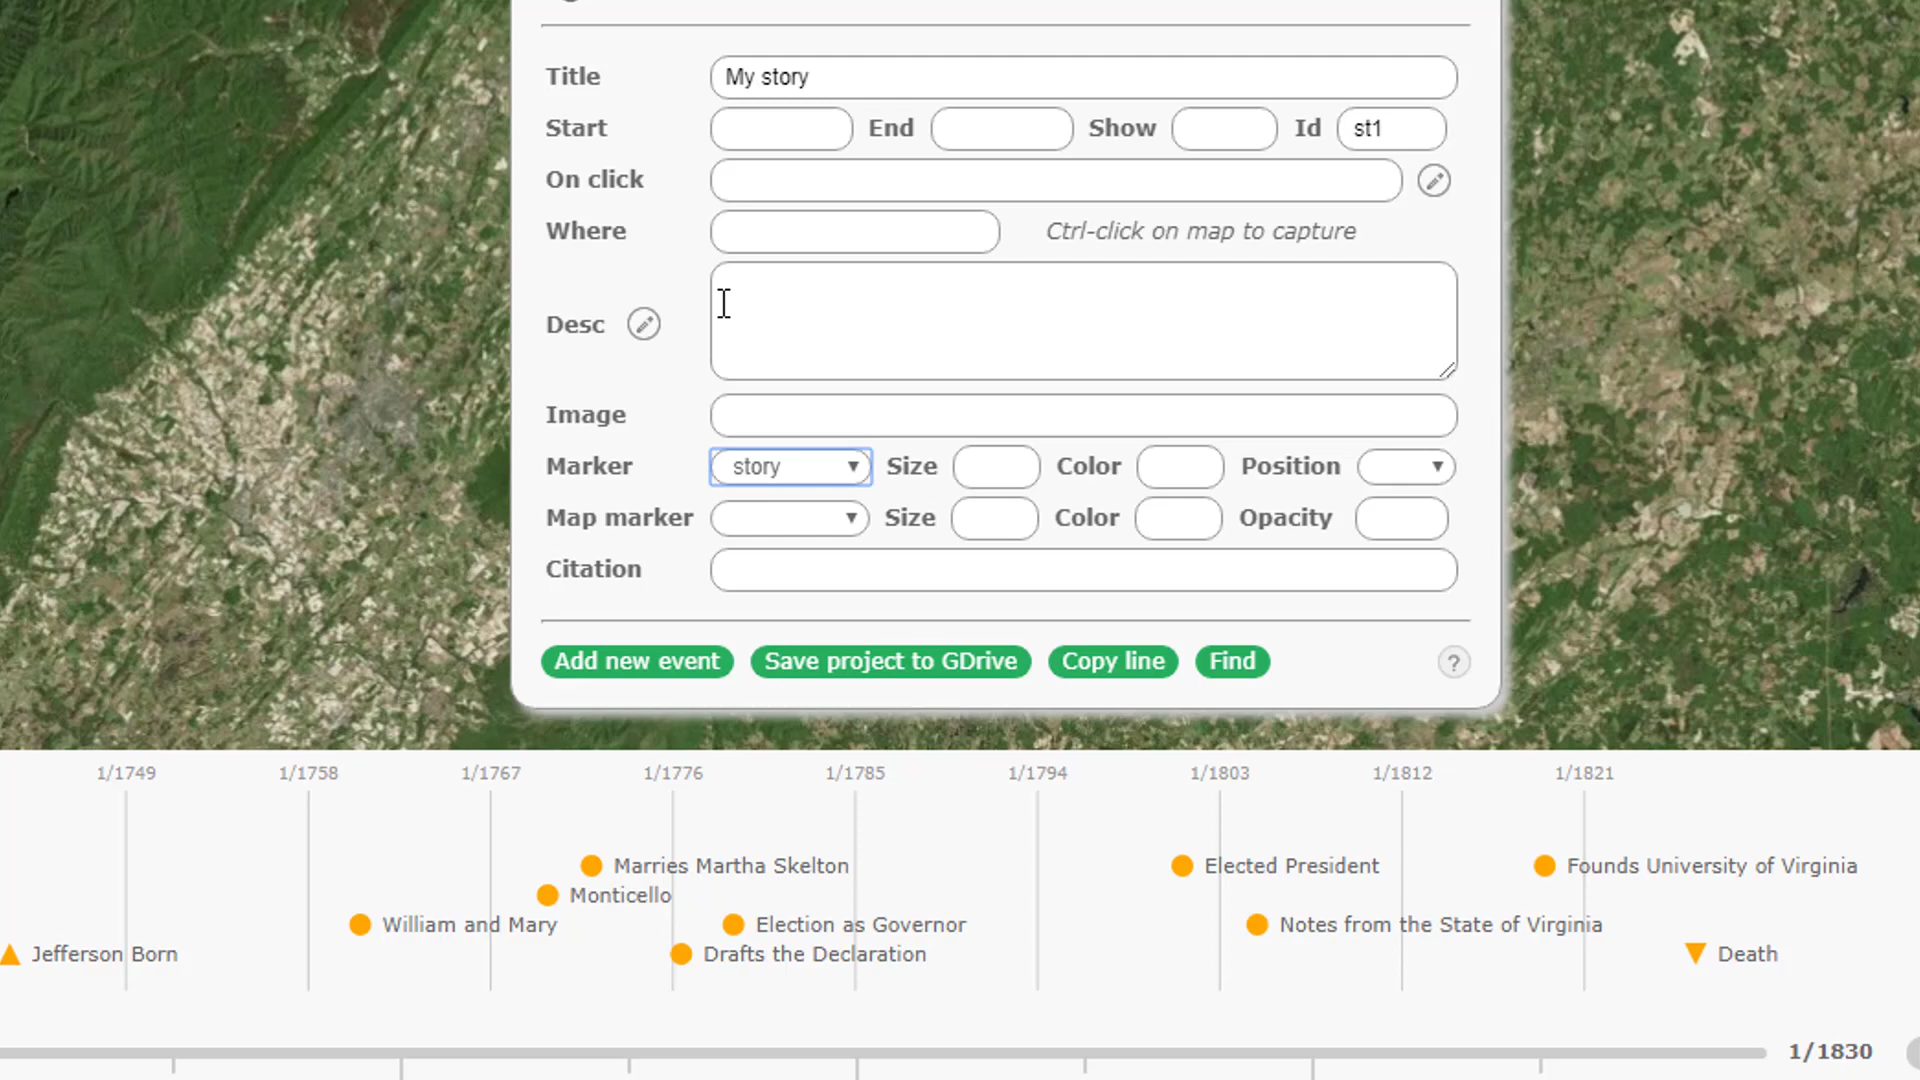 Title My story
Start End Show Id st1
On click
Where Ctrl-click on map to capture
Desc
Image
Marker story Size Color Position
Map marker Size Color Opacity
Citation
Add new event Save project to GDrive Copy line Find ?
1/1749 1/1758 1/1767 1/1776 1/1785 1/1794 1/1803 1/1812 1/1821
Marries Martha Skelton Elected President Founds University of Virginia
Monticello
William and Mary Election as Governor Notes from the State of Virginia
Jefferson Born Drafts the Declaration Death
1/1830